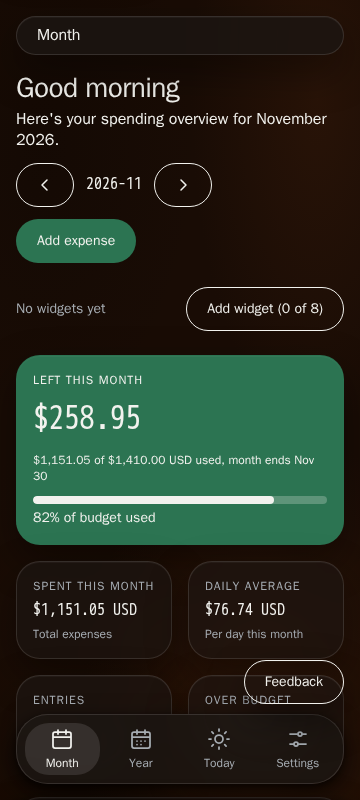 Month
Good morning
Here's your spending overview for November
2026.
2026-11
Add expense
No widgets yet
Add widget (0 of 8)
LEFT THIS MONTH
$258.95
$1,151.05 of $1,410.00 USD used, month ends Nov
30
82% of budget used
SPENT THIS MONTH
$1,151.05 USD
Total expenses
DAILY AVERAGE
$76.74 USD
Per day this month
Feedback
ENTRIES
OVER BUDGET
Month
Year
Today
Settings